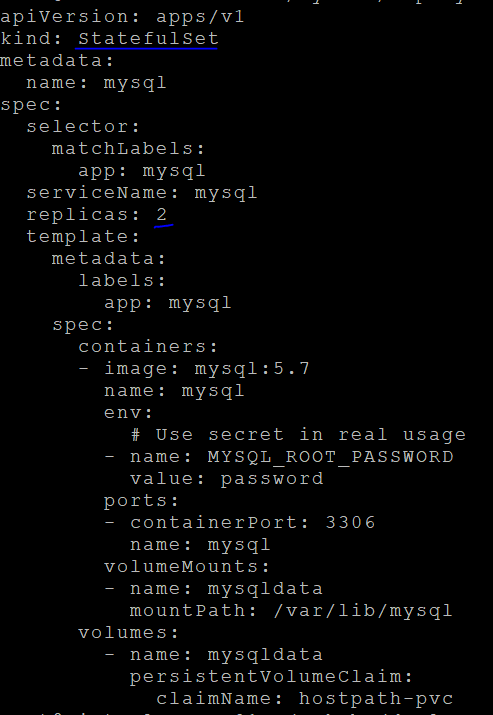 apiVersion: apps/v1
kind: StatefulSet
metadata:
  name: mysql
spec:
  selector:
    matchLabels:
      app: mysql
  serviceName: mysql
  replicas: 2
  template:
    metadata:
      labels:
        app: mysql
    spec:
      containers:
      - image: mysql:5.7
        name: mysql
        env:
          # Use secret in real usage
        - name: MYSQL_ROOT_PASSWORD
          value: password
        ports:
        - containerPort: 3306
          name: mysql
        volumeMounts:
        - name: mysqldata
          mountPath: /var/lib/mysql
      volumes:
        - name: mysqldata
          persistentVolumeClaim:
            claimName: hostpath-pvc